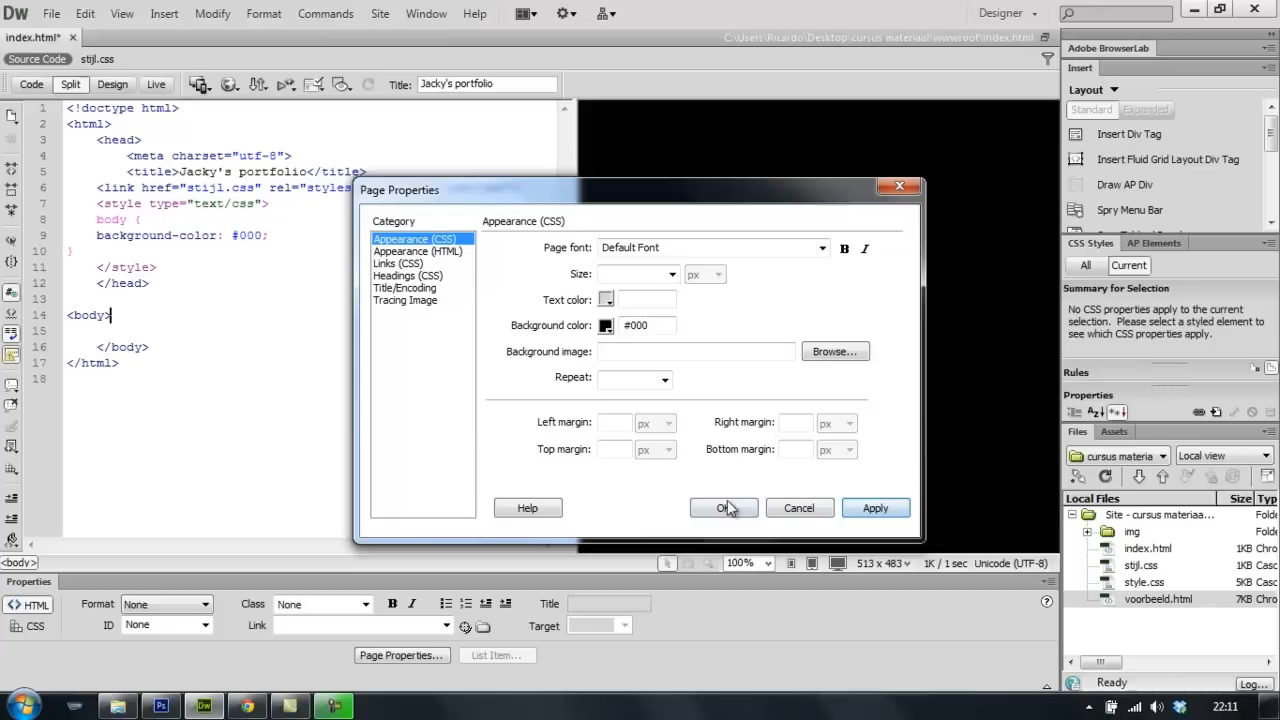 DW File Edit View Insert Modify Format Commands Site Window Help Designer
index.html* × C:\Users\Ricardo\Desktop\cursus materiaal\wwwroot\index.html
Source Code stijl.css
Code Split Design Live Title: Jacky's portfolio
1 <!doctype html>
2 <html>
3 <head>
4 <meta charset="utf-8">
5 <title>Jacky's portfolio</title>
6 <link href="stijl.css" rel="styles
7 <style type="text/css">
8 body {
9 background-color: #000;
10 }
11 </style>
12 </head>
13
14 <body>
15
16 </body>
17 </html>
18
Page Properties
Category
Appearance (CSS)
Appearance (HTML)
Links (CSS)
Headings (CSS)
Title/Encoding
Tracing Image
Appearance (CSS)
Page font: Default Font B I
Size: px
Text color:
Background color: #000
Background image: Browse...
Repeat:
Left margin: px Right margin: px
Top margin: px Bottom margin: px
Help Cancel Apply
Adobe BrowserLab
Insert
Layout
Standard Expanded
Insert Div Tag
Insert Fluid Grid Layout Div Tag
Draw AP Div
Spry Menu Bar
CSS Styles AP Elements
All Current
Summary for Selection
No CSS properties apply to the
current selection. Please select a styled element to
see which CSS properties apply.
Rules
Properties
Files Assets
cursus materia Local view
Local Files Size Type
Site - cursus materiaa... Folde
img Folde
index.html 1KB Chro
stijl.css 1KB Casc
style.css 5KB Casc
voorbeeld.html 7KB Chro
Ready Log...
<body> 100% 513 x 483 1K / 1 sec Unicode (UTF-8)
Properties
<> HTML Format None Class None B I Title
CSS ID None Link Target
Page Properties... List Item...
Ps Dw 22:11